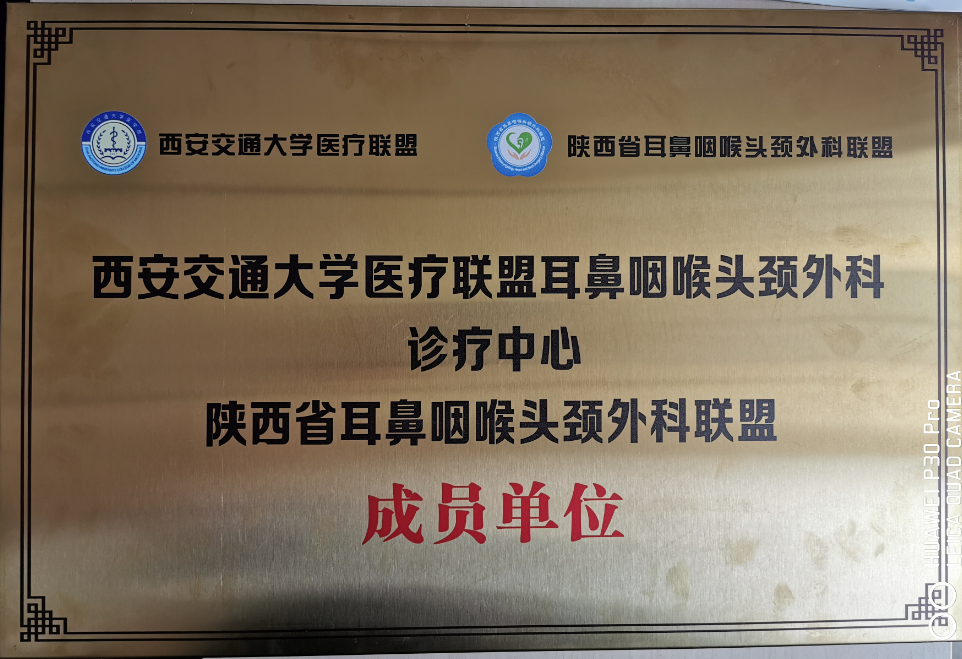 西安交通大学医疗联盟
陕西省耳鼻咽喉头颈外科联盟
西安交通大学医疗联盟耳鼻咽喉头颈外科
诊疗中心
陕西省耳鼻咽喉头颈外科联盟
成员单位
HUAWEI P30 Pro
LEICA QUAD CAMERA